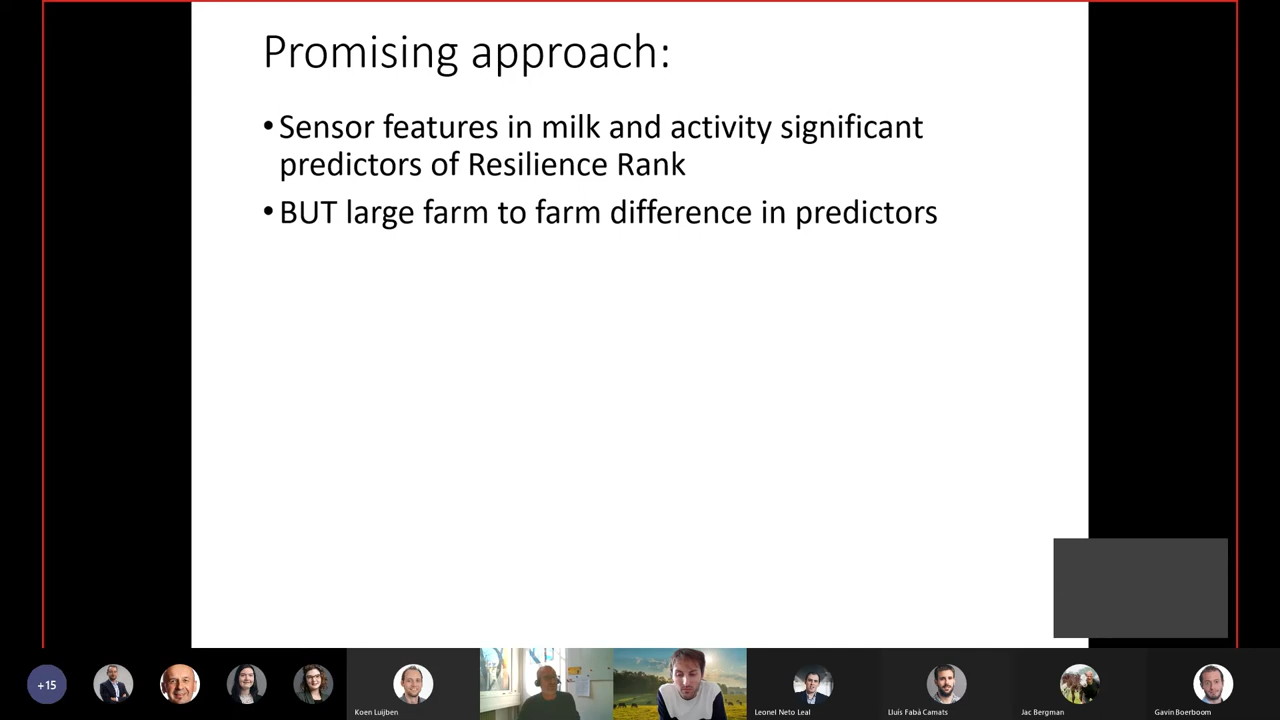 Promising approach:
• Sensor features in milk and activity significant
predictors of Resilience Rank
• BUT large farm to farm difference in predictors
+15
Koen Luijben
Leonel Neto Leal
Lluís Fabà Camats
Jac Bergman
Gavin Boerboom